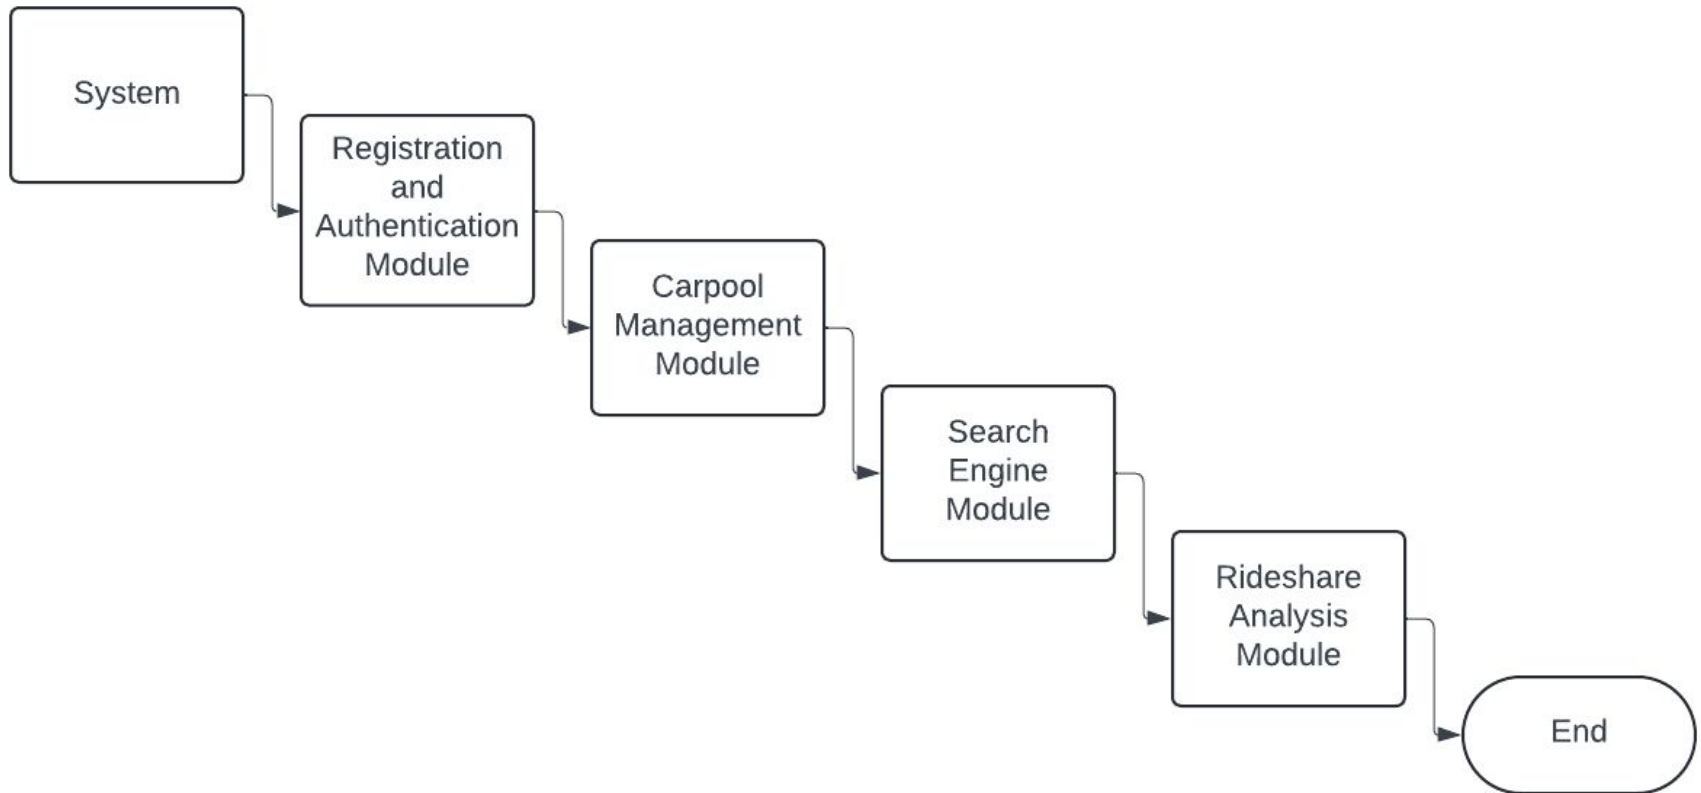 System
Registration
and
Authentication
Module
Carpool
Management
Module
Search
Engine
Module
Rideshare
Analysis
Module
End